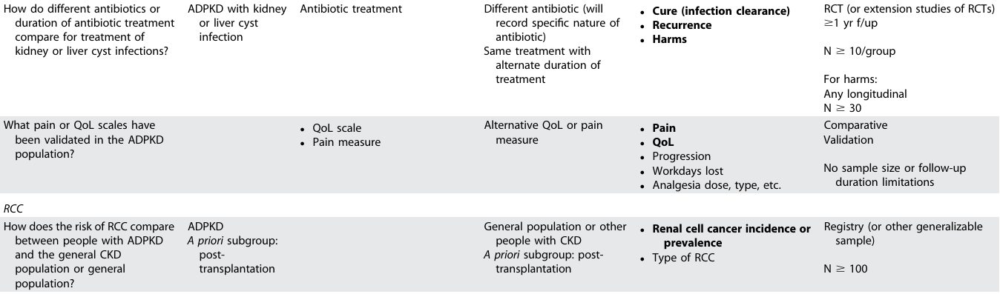 How do different antibiotics or
duration of antibiotic treatment
compare for treatment of
kidney or liver cyst infections?
ADPKD with kidney
or liver cyst
infection
Antibiotic treatment
Different antibiotic (will
record specific nature of
antibiotic)
Same treatment with
alternate duration of
treatment
• Cure (infection clearance)
• Recurrence
• Harms
RCT (or extension studies of RCTs)
≥1 yr f/up
N ≥ 10/group
For harms:
Any longitudinal
N ≥ 30
What pain or QoL scales have
been validated in the ADPKD
population?
• QoL scale
• Pain measure
Alternative QoL or pain
measure
• Pain
• QoL
• Progression
• Workdays lost
• Analgesia dose, type, etc.
Comparative
Validation
No sample size or follow-up
duration limitations
RCC
How does the risk of RCC compare
between people with ADPKD
and the general CKD
population or general
population?
ADPKD
A priori subgroup:
post-
transplantation
General population or other
people with CKD
A priori subgroup: post-
transplantation
• Renal cell cancer incidence or
prevalence
• Type of RCC
Registry (or other generalizable
sample)
N ≥ 100